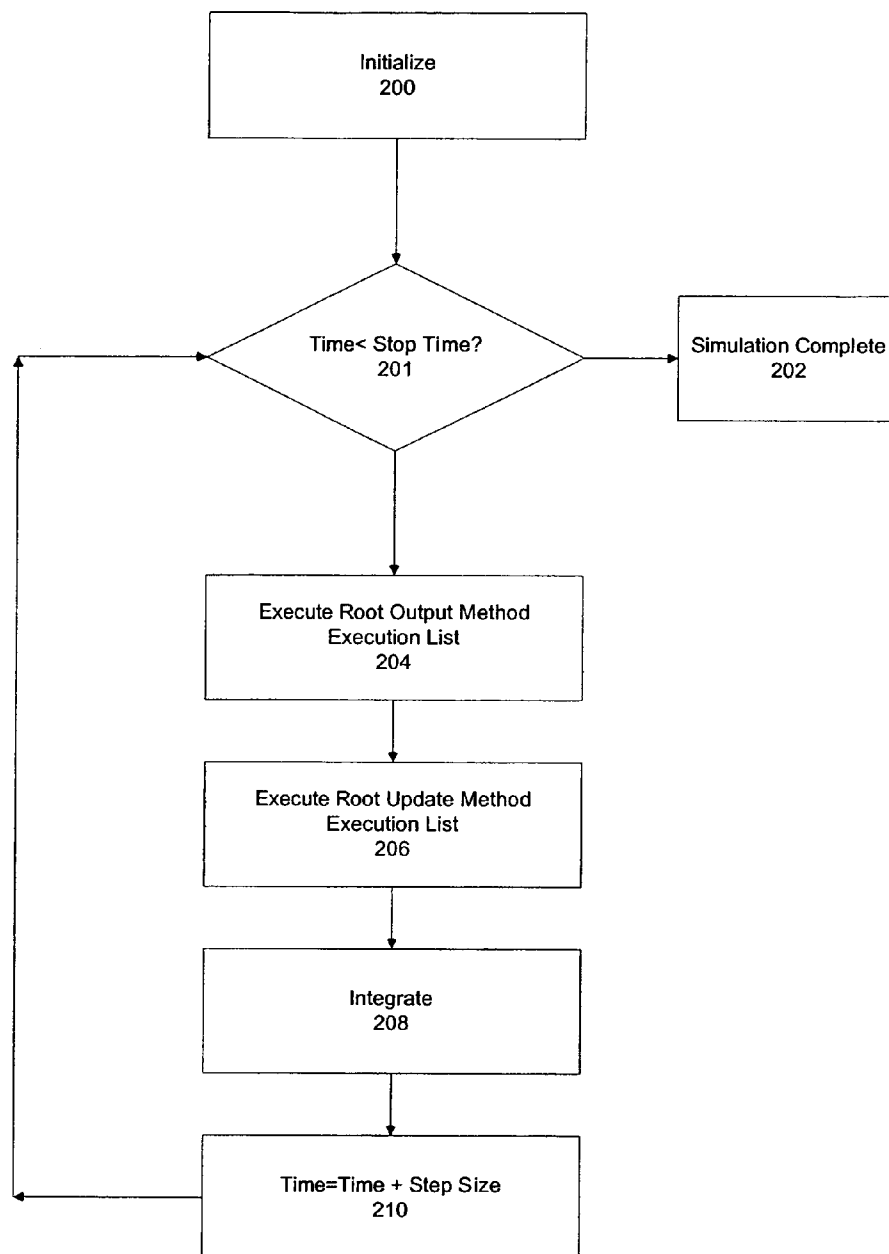 Initialize
200
Time< Stop Time?
201
Simulation Complete
202
Execute Root Output Method
Execution List
204
Execute Root Update Method
Execution List
206
Integrate
208
Time=Time + Step Size
210